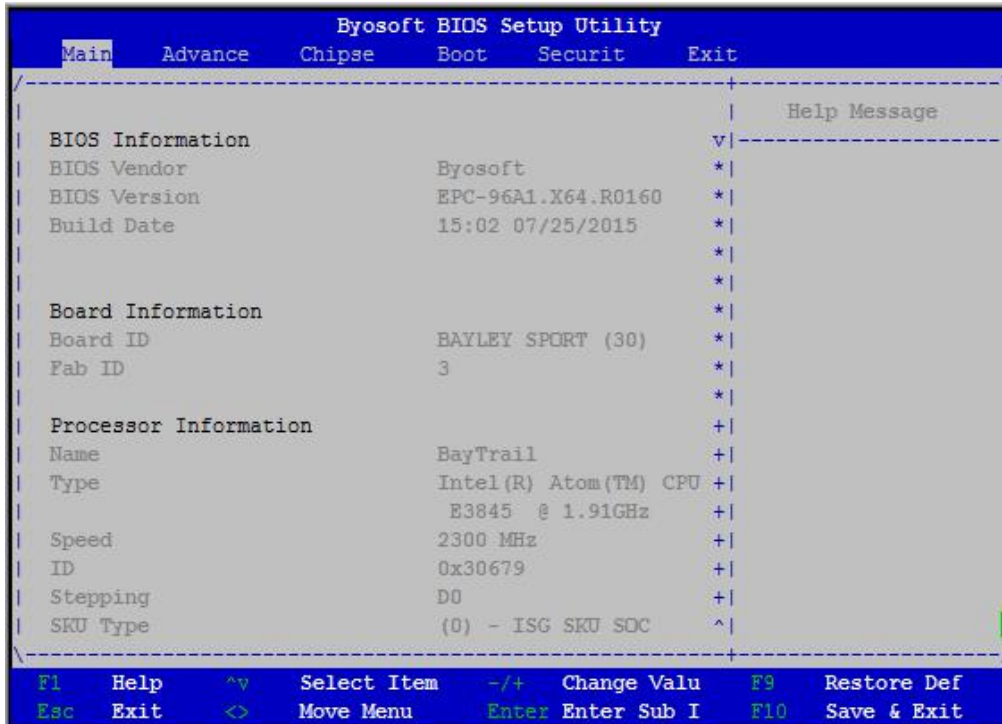 Byosoft BIOS Setup Utility
Main Advance Chipse Boot Securit Exit
Help Message
BIOS Information
BIOS Vendor Byosoft
BIOS Version EPC-96A1.X64.R0160
Build Date 15:02 07/25/2015
Board Information
Board ID BAYLEY SPORT (30)
Fab ID 3
Processor Information
Name BayTrail
Type Intel(R) Atom(TM) CPU
E3845 @ 1.91GHz
Speed 2300 MHz
ID 0x30679
Stepping D0
SKU Type (0) - ISG SKU SOC
F1 Help ^v Select Item -/+ Change Valu F9 Restore Def
Esc Exit <> Move Menu Enter Enter Sub I F10 Save & Exit